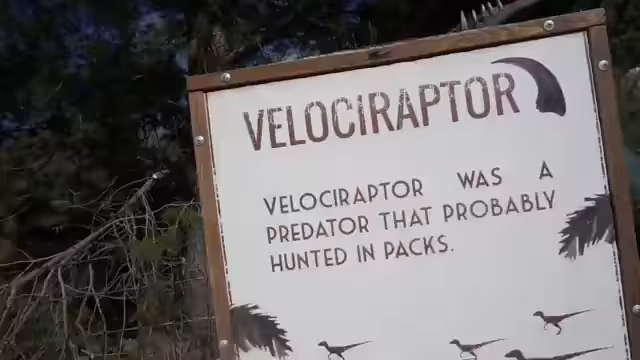 VELOCIRAPTOR
VELOCIRAPTOR WAS A
PREDATOR THAT PROBABLY
HUNTED IN PACKS.